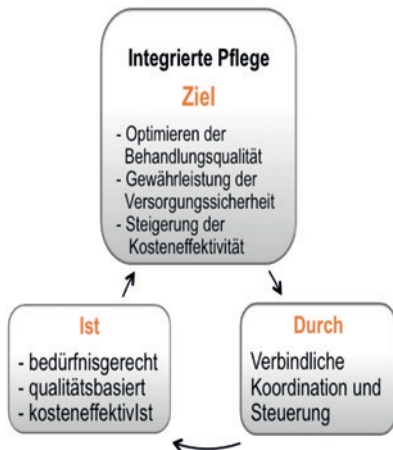 Integrierte Pflege
Ziel
- Optimieren der
Behandlungsqualität
- Gewährleistung der
Versorgungssicherheit
- Steigerung der
Kosteneffektivität
Ist
- bedürfnisgerecht
- qualitätsbasiert
- kosteneffektivIst
Durch
Verbindliche
Koordination und
Steuerung